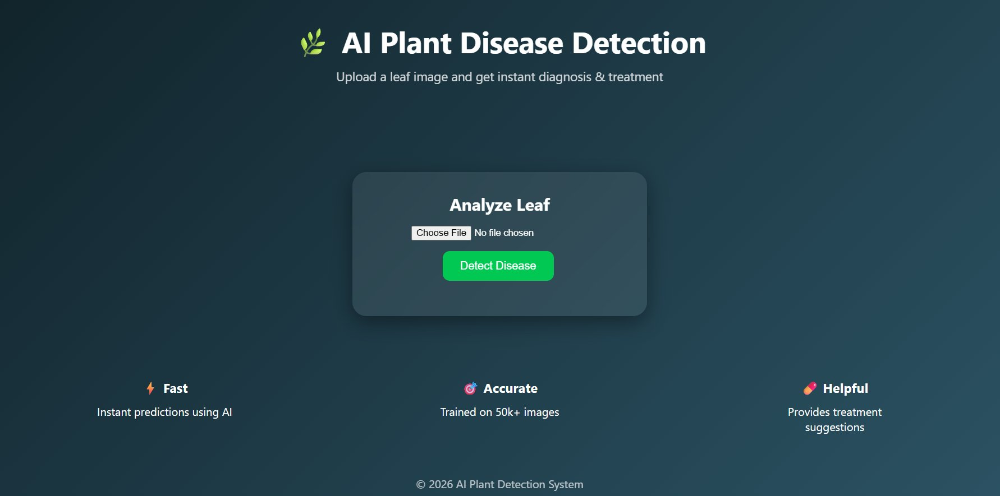 AI Plant Disease Detection
Upload a leaf image and get instant diagnosis & treatment
Analyze Leaf
Choose File No file chosen
Detect Disease
Fast
Instant predictions using AI
Accurate
Trained on 50k+ images
Helpful
Provides treatment
suggestions
© 2026 AI Plant Detection System